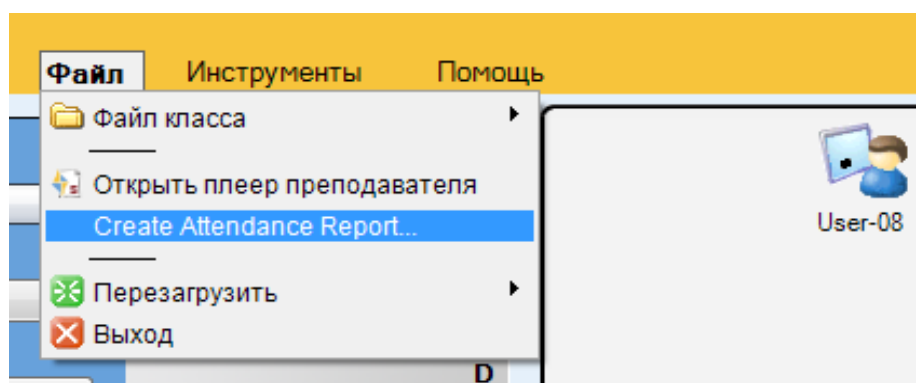 Файл Инструменты Помощь
Файл класса
Открыть плеер преподавателя
Create Attendance Report...
Перезагрузить
Выход
User-08
D